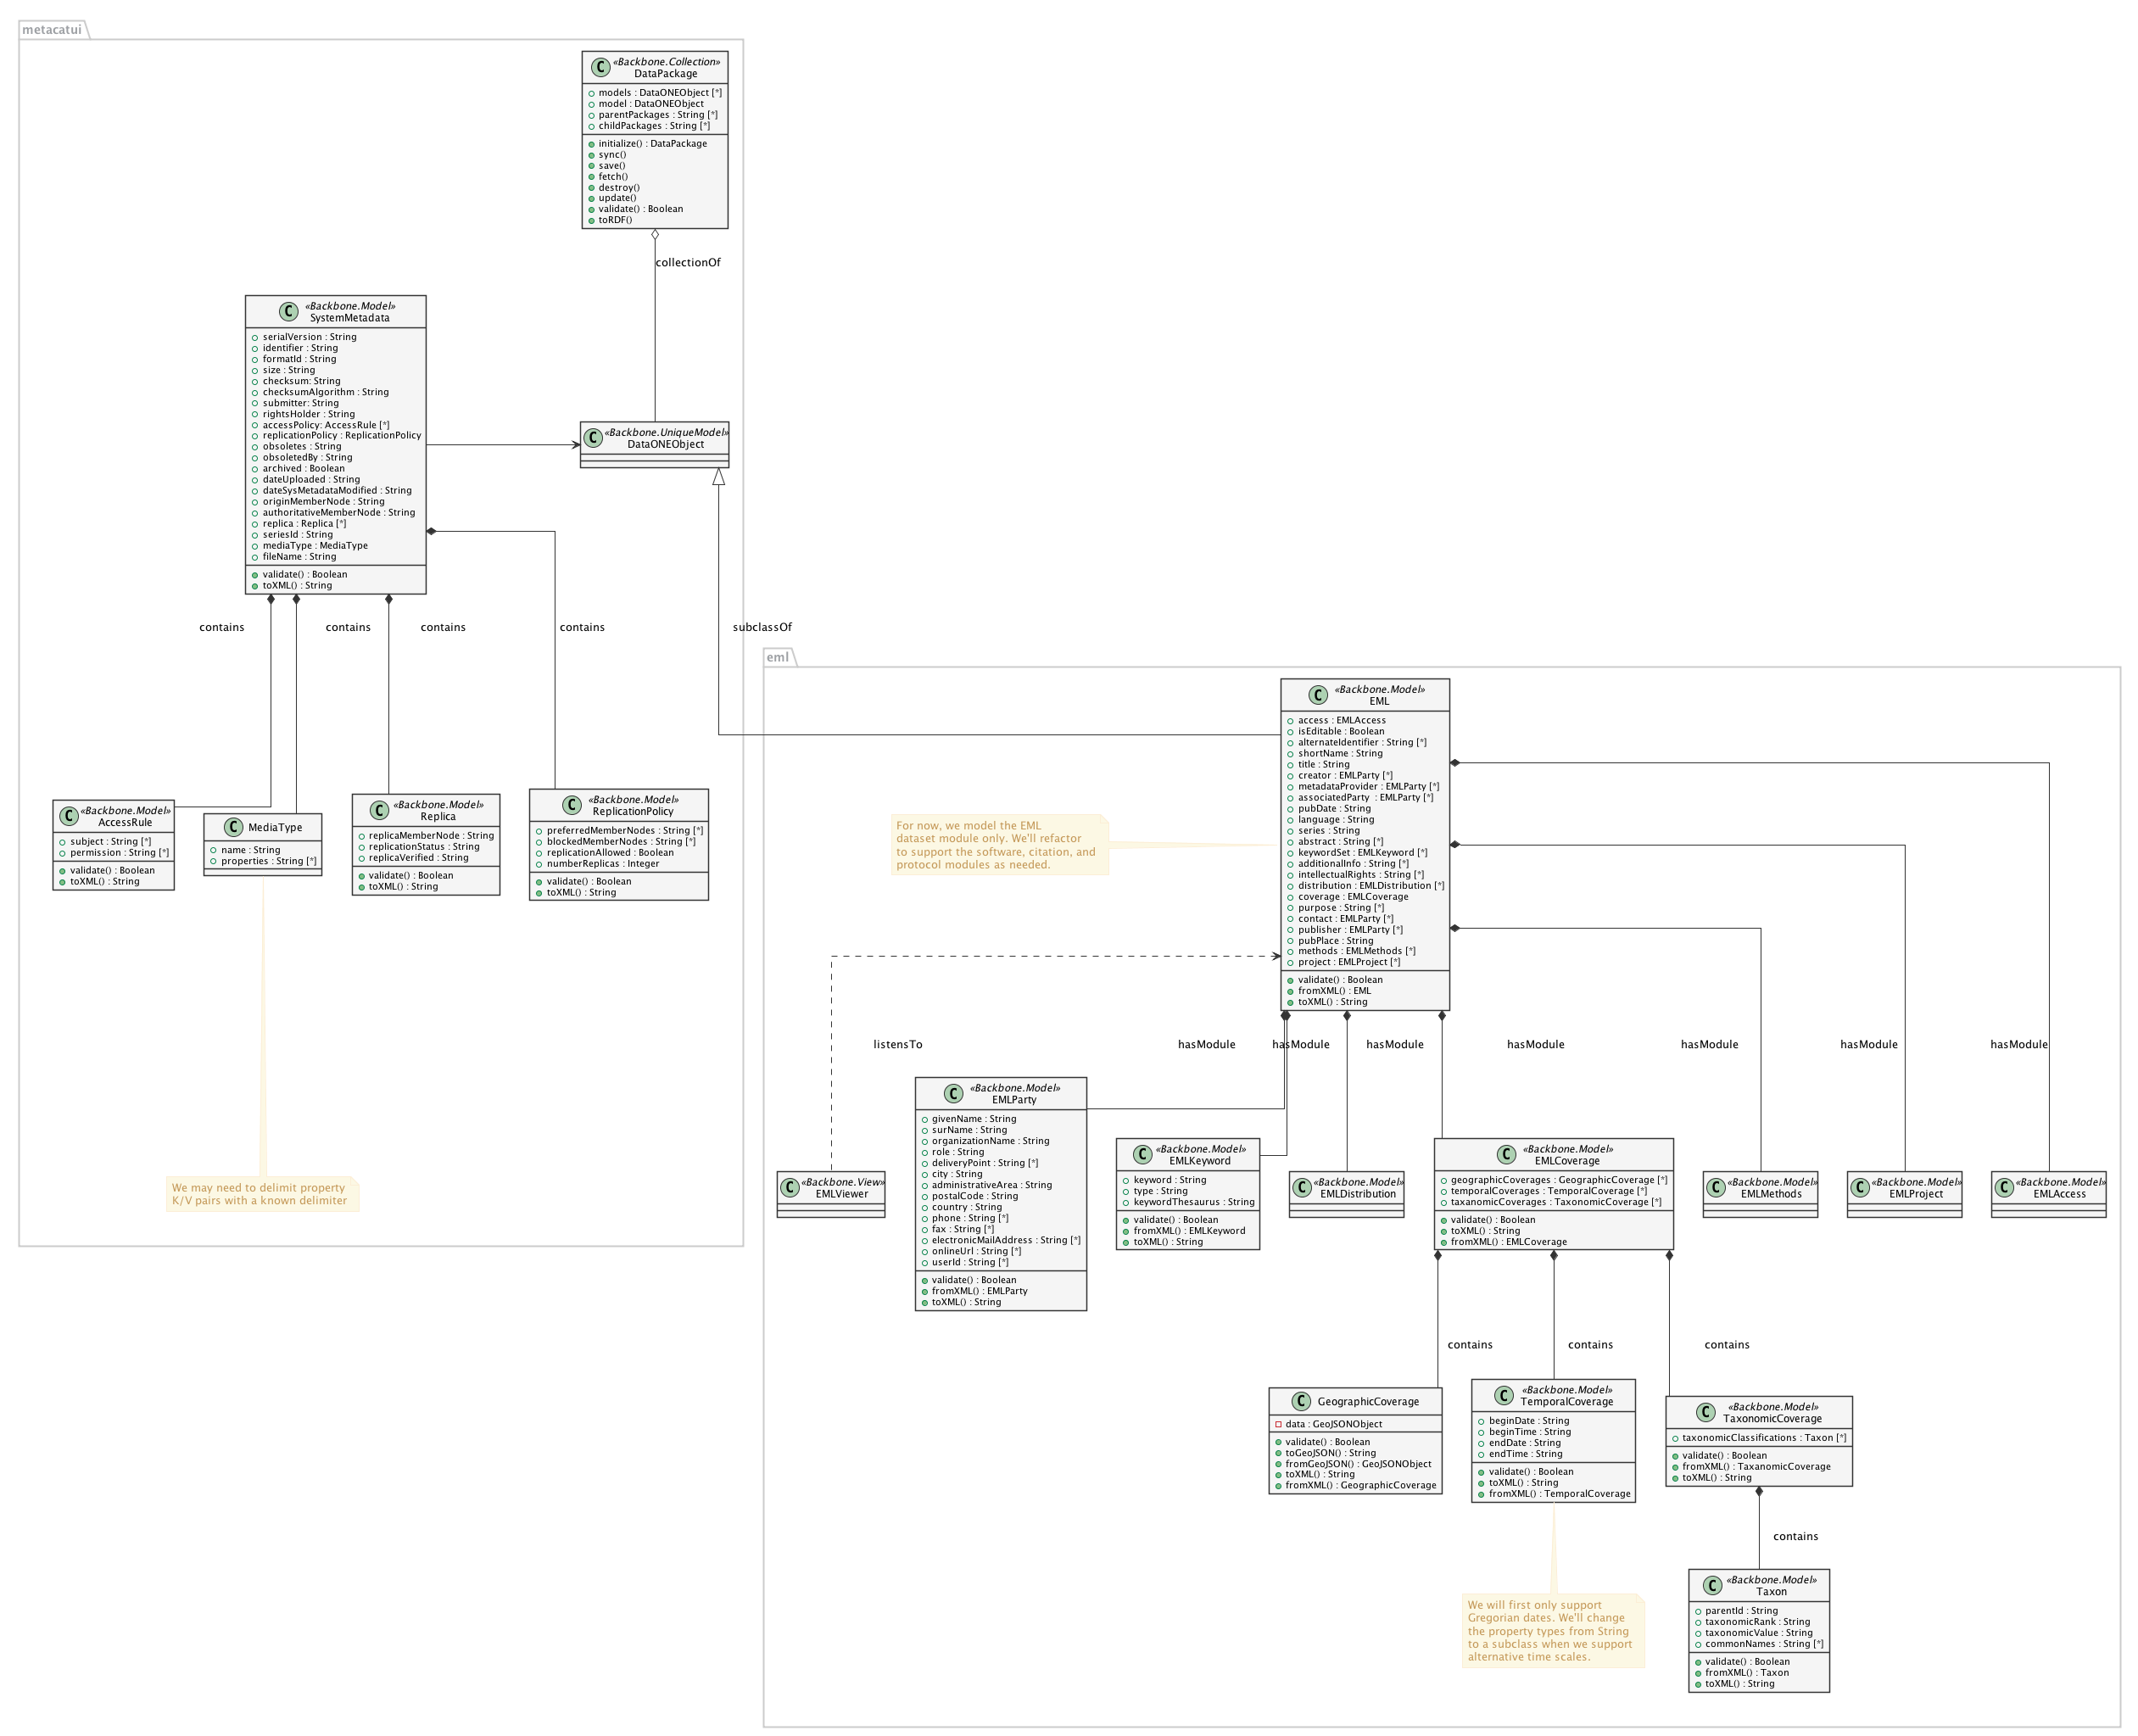 metacatui
C
«Backbone.Collection»
DataPackage
models : DataONEObject [*]
model : DataONEObject
parentPackages : String [*]
childPackages : String [*]
initialize() : DataPackage
sync()
save()
fetch()
destroy()
update()
validate() : Boolean
toRDF()
collectionOf
C
«Backbone.Model»
SystemMetadata
serialVersion : String
identifier : String
formatId : String
size : String
checksum: String
checksumAlgorithm : String
submitter: String
rightsHolder : String
accessPolicy: AccessRule [*]
replicationPolicy : ReplicationPolicy
obsoletes : String
obsoletedBy : String
archived : Boolean
dateUploaded : String
dateSysMetadataModified : String
originMemberNode : String
authoritativeMemberNode : String
replica : Replica [*]
seriesId : String
mediaType : MediaType
fileName : String
validate() : Boolean
toXML() : String
C
«Backbone.UniqueModel»
DataONEObject
contains
contains
contains
contains
subclassOf
C
«Backbone.Model»
AccessRule
subject : String [*]
permission : String [*]
validate() : Boolean
toXML() : String
C
MediaType
name : String
properties : String [*]
C
«Backbone.Model»
Replica
replicaMemberNode : String
replicationStatus : String
replicaVerified : String
validate() : Boolean
toXML() : String
C
«Backbone.Model»
ReplicationPolicy
preferredMemberNodes : String [*]
blockedMemberNodes : String [*]
replicationAllowed : Boolean
numberReplicas : Integer
validate() : Boolean
toXML() : String
We may need to delimit property
K/V pairs with a known delimiter
eml
C
«Backbone.Model»
EML
access : EMLAccess
isEditable : Boolean
alternateIdentifier : String [*]
shortName : String
title : String
creator : EMLParty [*]
metadataProvider : EMLParty [*]
associatedParty  : EMLParty [*]
pubDate : String
language : String
series : String
abstract : String [*]
keywordSet : EMLKeyword [*]
additionalInfo : String [*]
intellectualRights : String [*]
distribution : EMLDistribution [*]
coverage : EMLCoverage
purpose : String [*]
contact : EMLParty [*]
publisher : EMLParty [*]
pubPlace : String
methods : EMLMethods [*]
project : EMLProject [*]
validate() : Boolean
fromXML() : EML
toXML() : String
For now, we model the EML
dataset module only. We'll refactor
to support the software, citation, and
protocol modules as needed.
listensTo
hasModule
hasModule
hasModule
hasModule
hasModule
hasModule
hasModule
C
«Backbone.View»
EMLViewer
C
«Backbone.Model»
EMLParty
givenName : String
surName : String
organizationName : String
role : String
deliveryPoint : String [*]
city : String
administrativeArea : String
postalCode : String
country : String
phone : String [*]
fax : String [*]
electronicMailAddress : String [*]
onlineUrl : String [*]
userId : String [*]
validate() : Boolean
fromXML() : EMLParty
toXML() : String
C
«Backbone.Model»
EMLKeyword
keyword : String
type : String
keywordThesaurus : String
validate() : Boolean
fromXML() : EMLKeyword
toXML() : String
C
«Backbone.Model»
EMLDistribution
C
«Backbone.Model»
EMLCoverage
geographicCoverages : GeographicCoverage [*]
temporalCoverages : TemporalCoverage [*]
taxanomicCoverages : TaxonomicCoverage [*]
validate() : Boolean
toXML() : String
fromXML() : EMLCoverage
C
«Backbone.Model»
EMLMethods
C
«Backbone.Model»
EMLProject
C
«Backbone.Model»
EMLAccess
contains
contains
contains
C
GeographicCoverage
data : GeoJSONObject
validate() : Boolean
toGeoJSON() : String
fromGeoJSON() : GeoJSONObject
toXML() : String
fromXML() : GeographicCoverage
C
«Backbone.Model»
TemporalCoverage
beginDate : String
beginTime : String
endDate : String
endTime : String
validate() : Boolean
toXML() : String
fromXML() : TemporalCoverage
C
«Backbone.Model»
TaxonomicCoverage
taxonomicClassifications : Taxon [*]
validate() : Boolean
fromXML() : TaxanomicCoverage
toXML() : String
contains
We will first only support
Gregorian dates. We'll change
the property types from String
to a subclass when we support
alternative time scales.
C
«Backbone.Model»
Taxon
parentId : String
taxonomicRank : String
taxonomicValue : String
commonNames : String [*]
validate() : Boolean
fromXML() : Taxon
toXML() : String